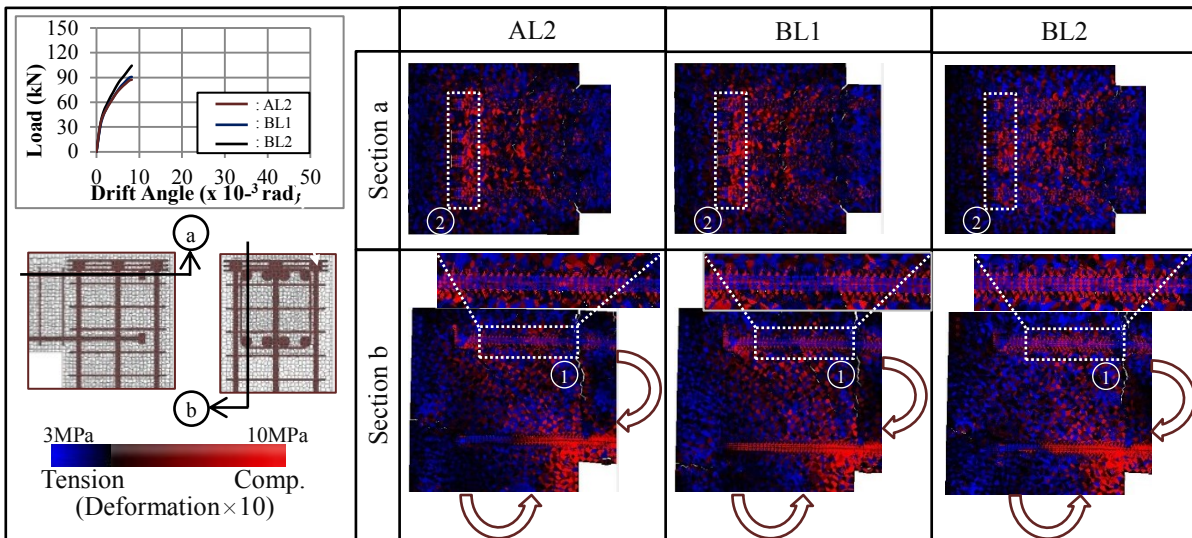 150
120
90
60
30
0
Load (kN)
: AL2
: BL1
: BL2
0 10 20 30 40 50
Drift Angle (x 10-³ rad)
a
b
3MPa 10MPa
Tension Comp.
(Deformation×10)
AL2 BL1 BL2
Section a
2 2 2
Section b
1 1 1